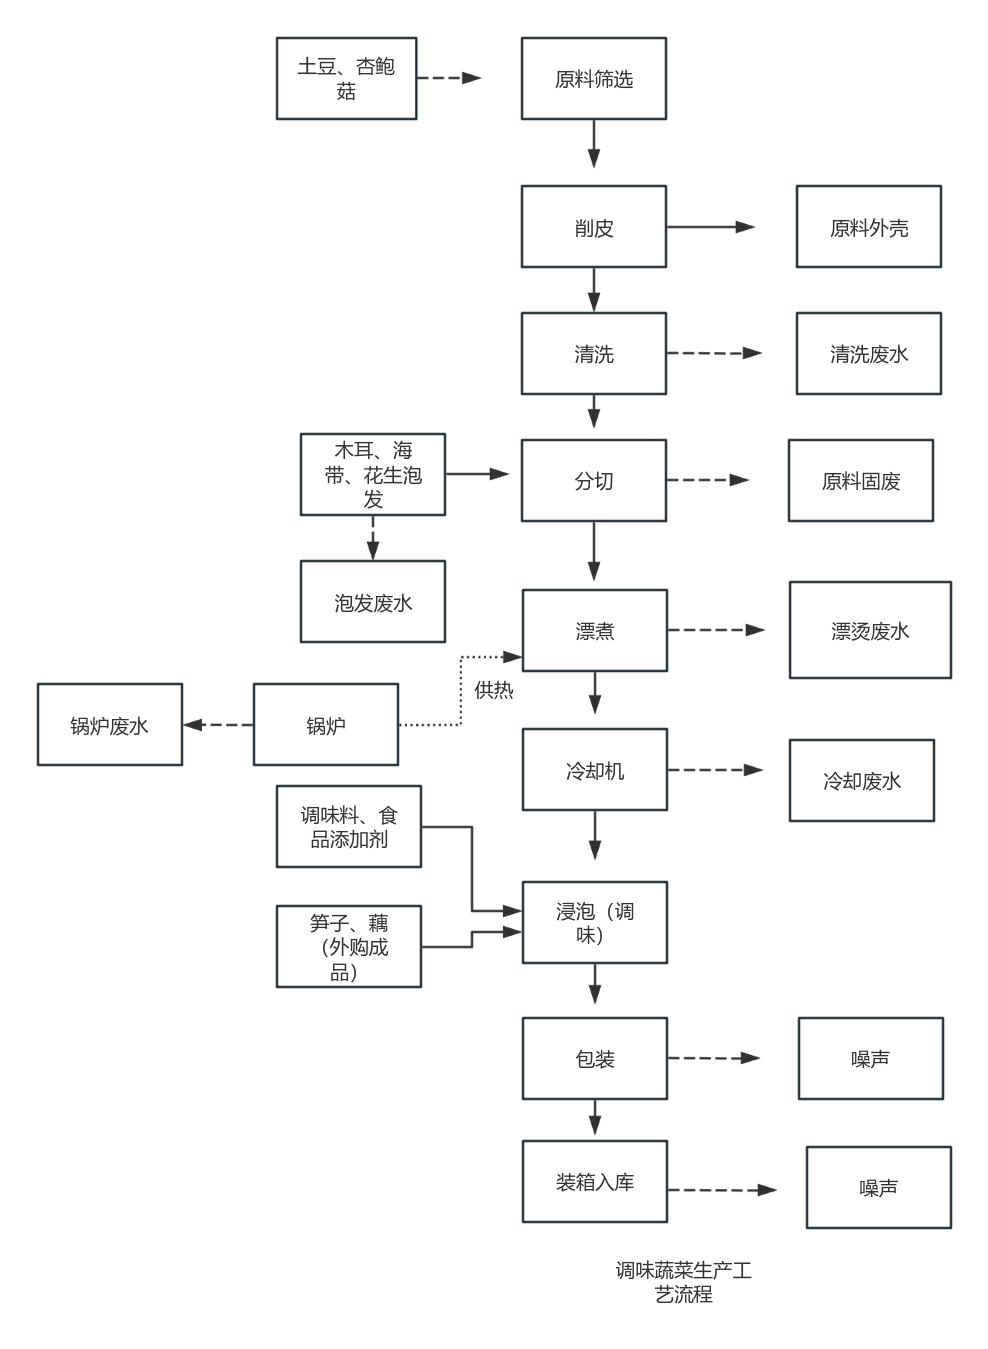 土豆、杏鲍
菇
原料筛选
削皮
原料外壳
清洗
清洗废水
木耳、海
带、花生泡
发
分切
原料固废
泡发废水
漂煮
漂烫废水
供热
锅炉废水
锅炉
冷却机
冷却废水
调味料、食
品添加剂
笋子、藕
（外购成
品）
浸泡（调
味）
包装
噪声
装箱入库
噪声
调味蔬菜生产工
艺流程